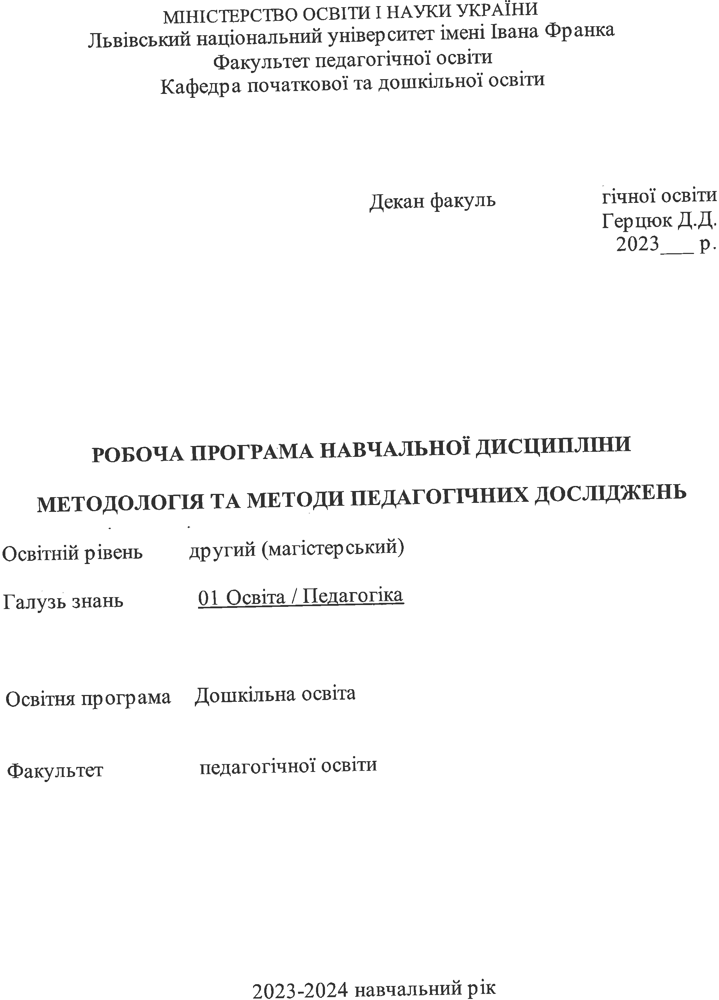 МІНІСТЕРСТВО ОСВІТИ І НАУКИ УКРАЇНИ
Львівський національний університет імені Івана Франка
Факультет педагогічної освіти
Кафедра початкової та дошкільної освіти
Декан факуль гічної освіти
Герцюк Д.Д.
2023___ р.
РОБОЧА ПРОГРАМА НАВЧАЛЬНОЇ ДИСЦИПЛІНИ
МЕТОДОЛОГІЯ ТА МЕТОДИ ПЕДАГОГІЧНИХ ДОСЛІДЖЕНЬ
Освітній рівень другий (магістерський)
Галузь знань 01 Освіта / Педагогіка
Освітня програма Дошкільна освіта
Факультет педагогічної освіти
2023-2024 навчальний рік